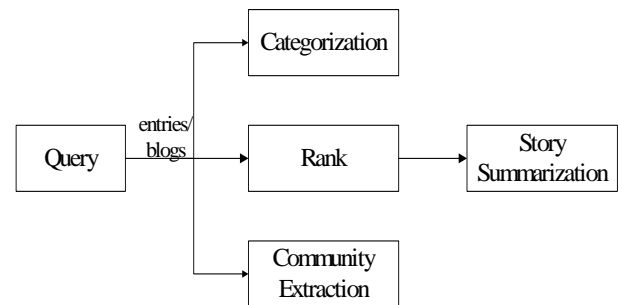 Categorization
entries/
blogs
Query
Rank
Story
Summarization
Community
Extraction